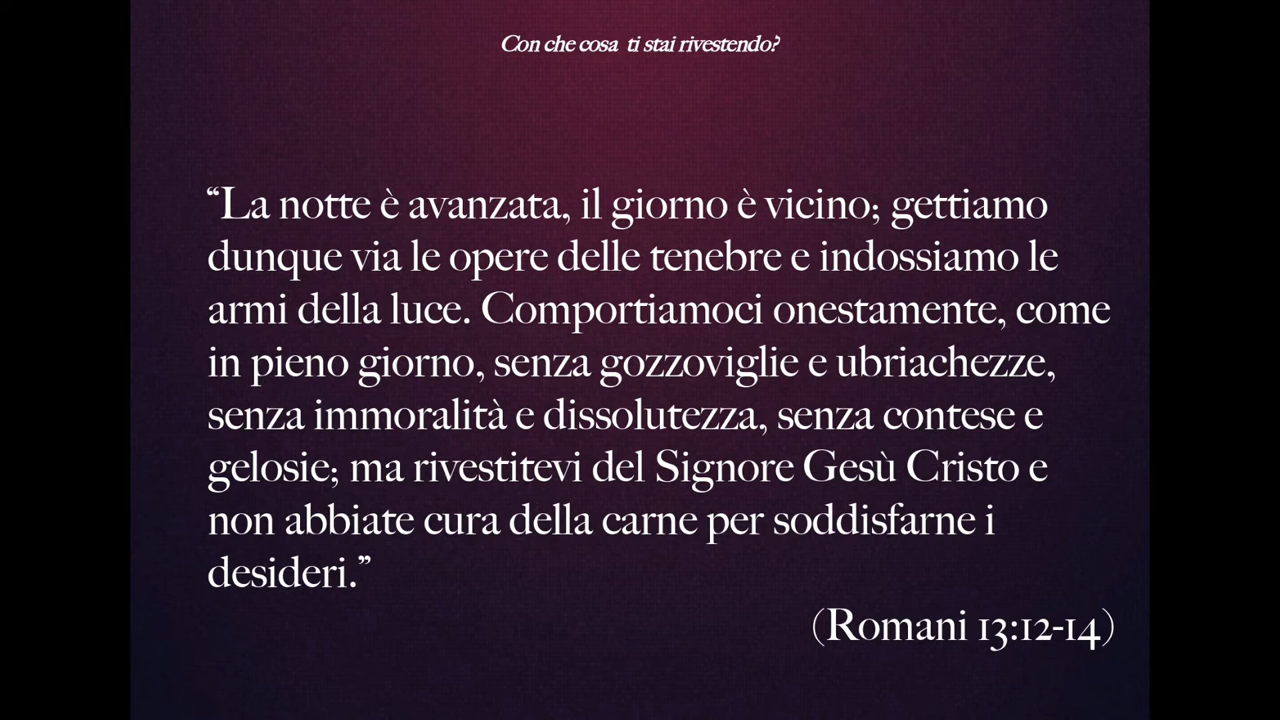 Con che cosa ti stai rivestendo?
“La notte è avanzata, il giorno è vicino; gettiamo
dunque via le opere delle tenebre e indossiamo le
armi della luce. Comportiamoci onestamente, come
in pieno giorno, senza gozzoviglie e ubriachezze,
senza immoralità e dissolutezza, senza contese e
gelosie; ma rivestitevi del Signore Gesù Cristo e
non abbiate cura della carne per soddisfarne i
desideri.”
(Romani 13:12-14)